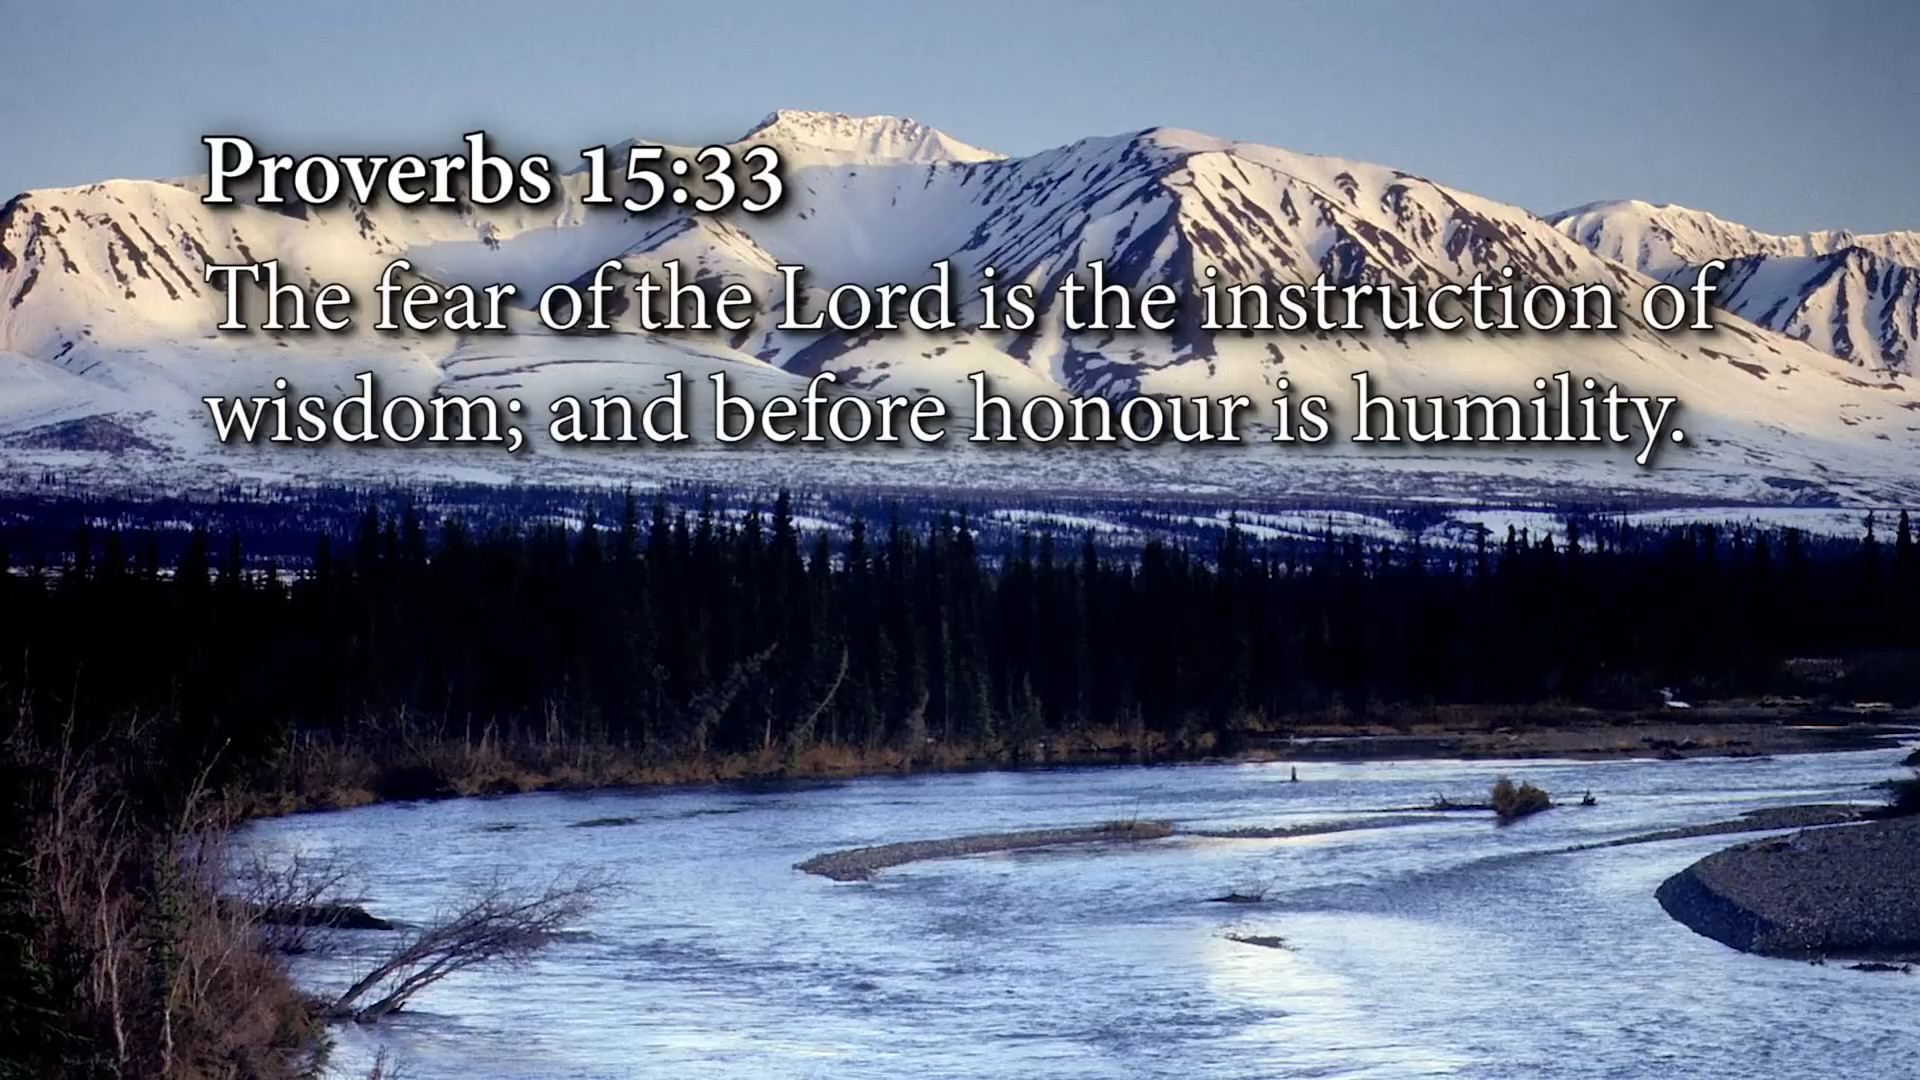 Proverbs 15:33
The fear of the Lord is the instruction of
wisdom; and before honour is humility.